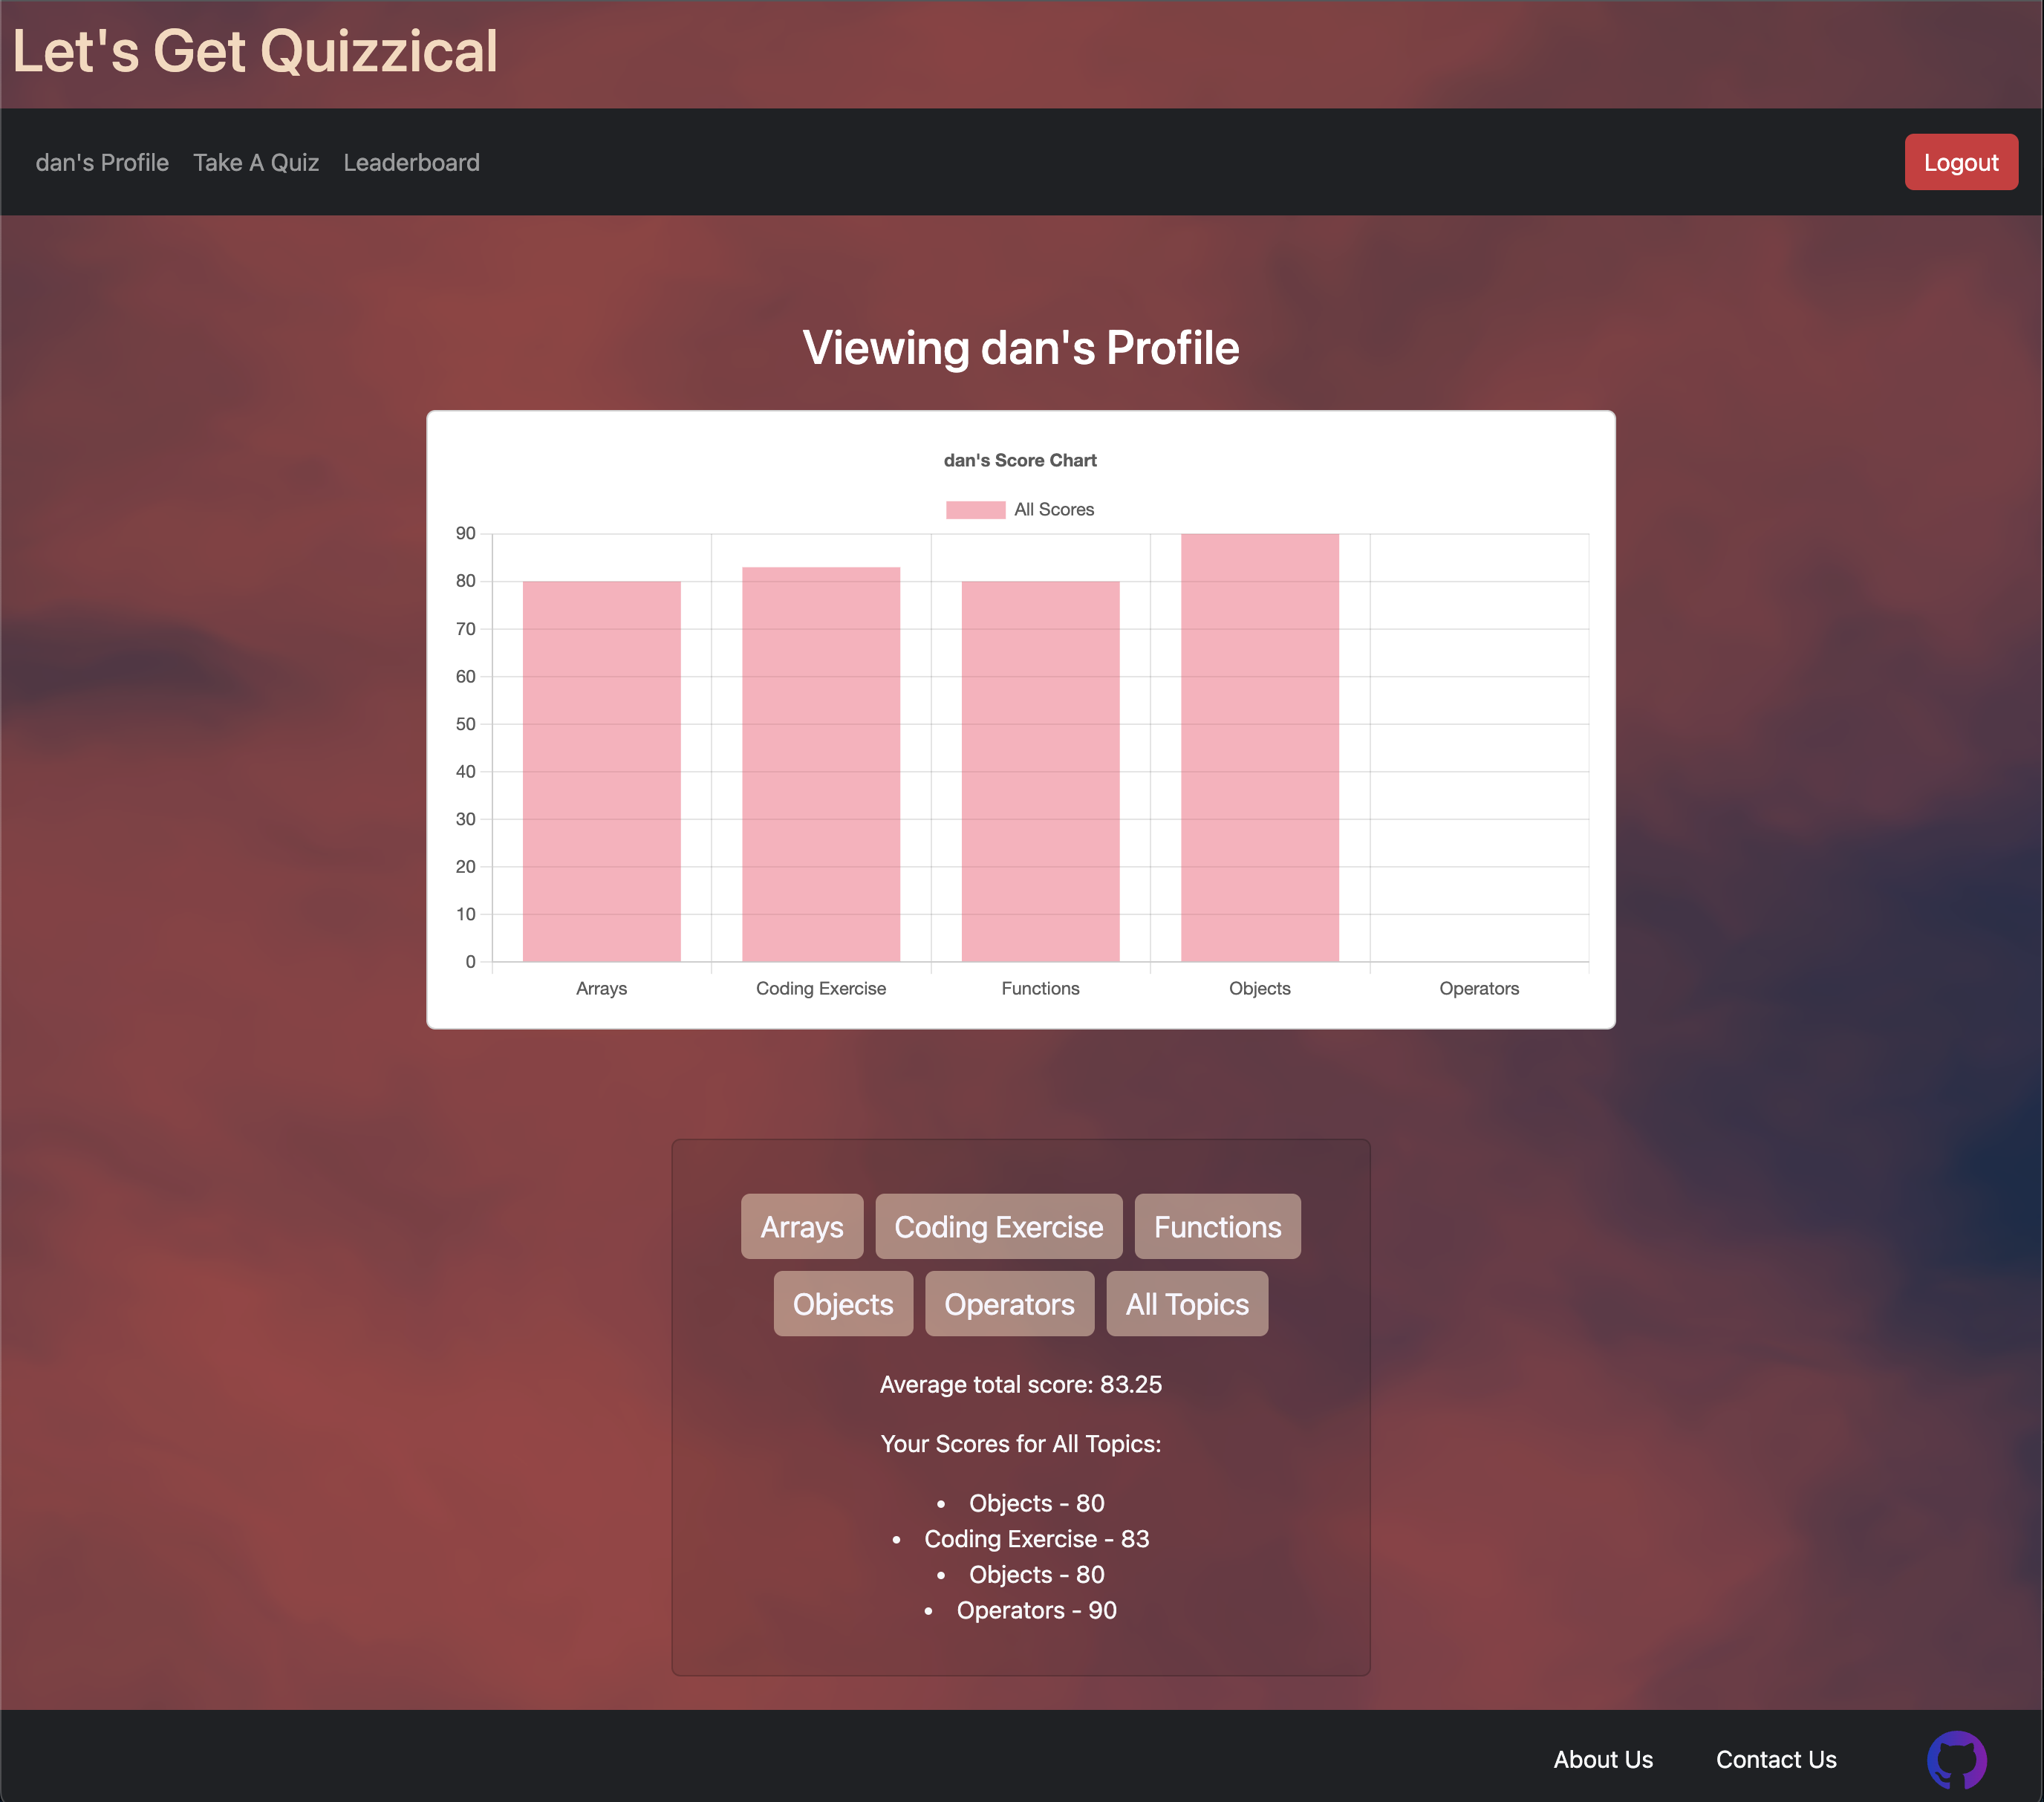 Let's Get Quizzical
dan's Profile Take A Quiz Leaderboard Logout
Viewing dan's Profile
dan's Score Chart
All Scores
90
80
70
60
50
40
30
20
10
0
Arrays Coding Exercise Functions Objects Operators
Arrays Coding Exercise Functions
Objects Operators All Topics
Average total score: 83.25
Your Scores for All Topics:
• Objects - 80
• Coding Exercise - 83
• Objects - 80
• Operators - 90
About Us Contact Us